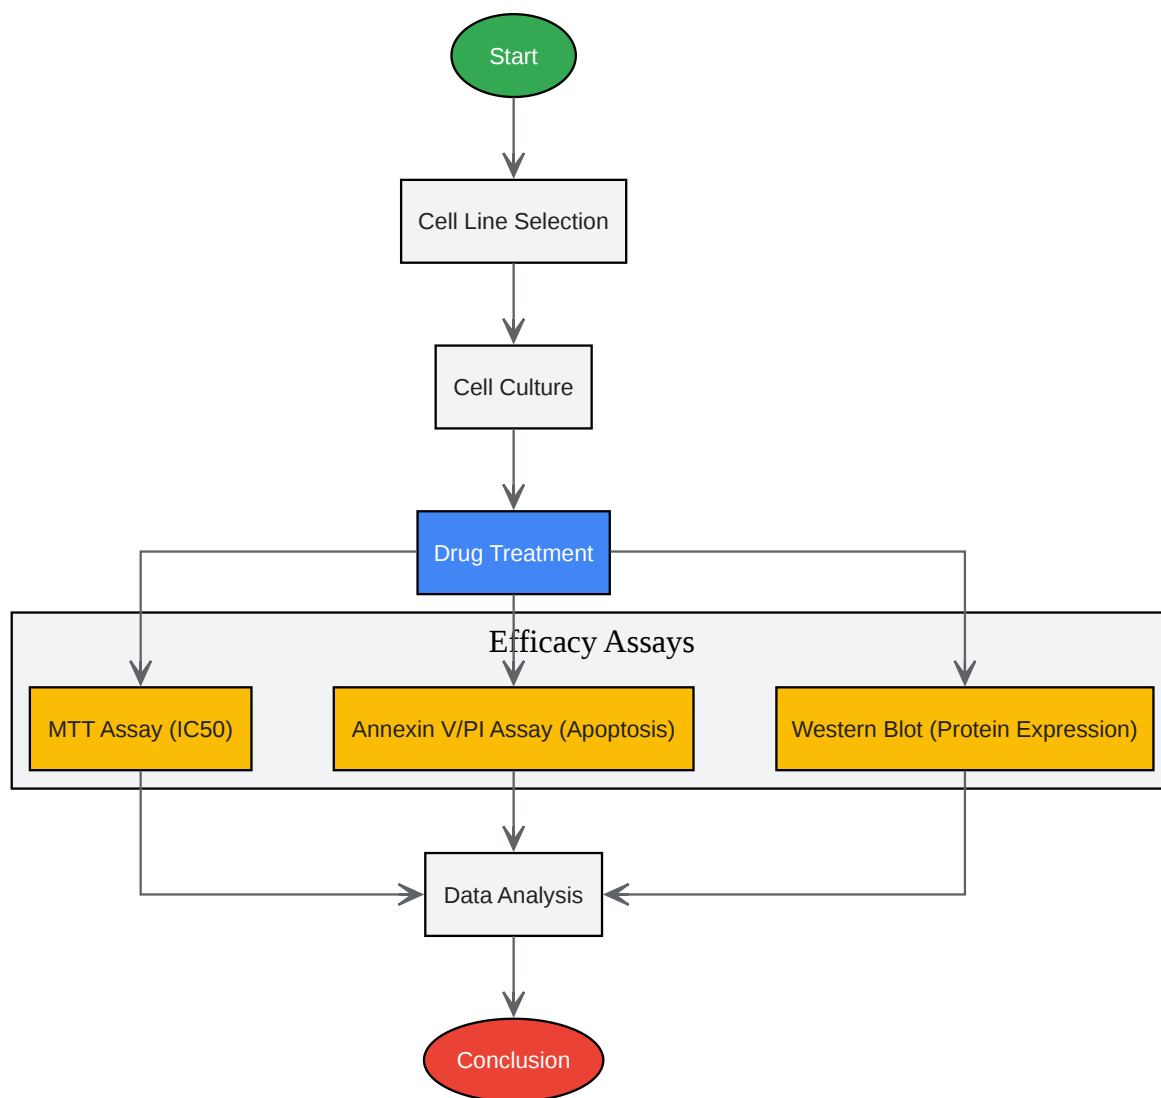 Start
Cell Line Selection
Cell Culture
Drug Treatment
Efficacy Assays
MTT Assay (IC50)
Annexin V/PI Assay (Apoptosis)
Western Blot (Protein Expression)
Data Analysis
Conclusion